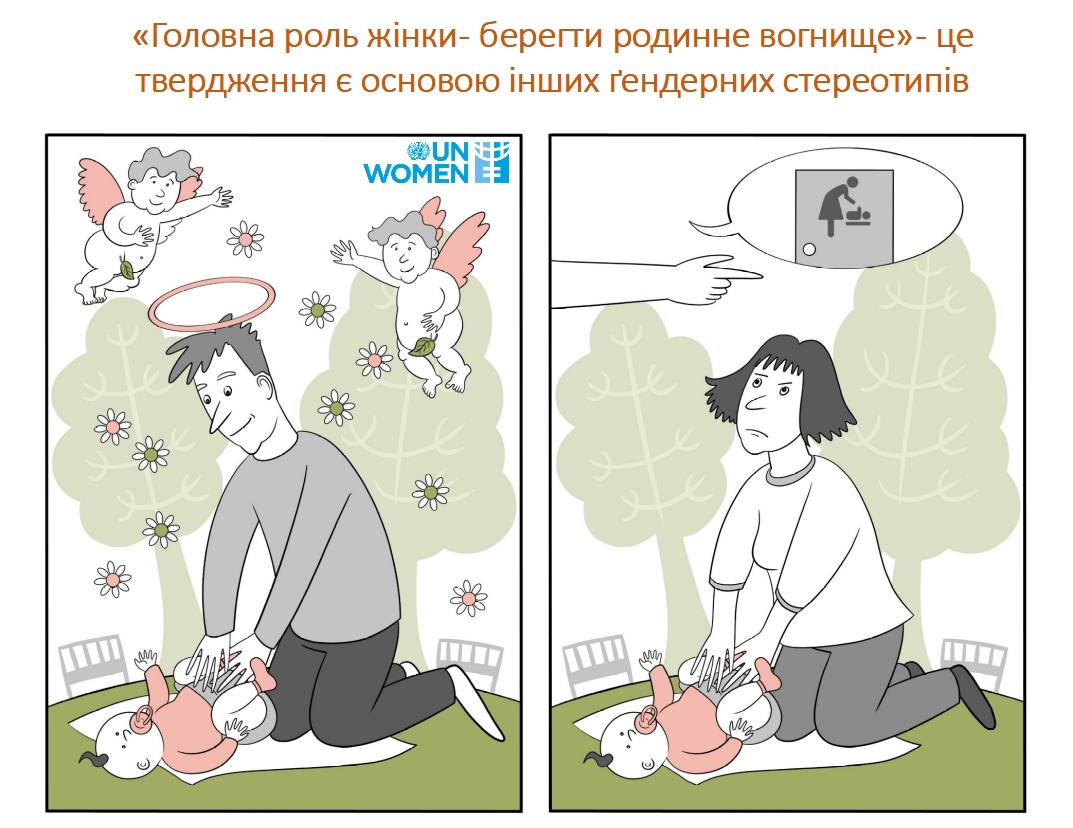 «Головна роль жінки- берегти родинне вогнище»- це
твердження є основою інших ґендерних стереотипів
UN
WOMEN